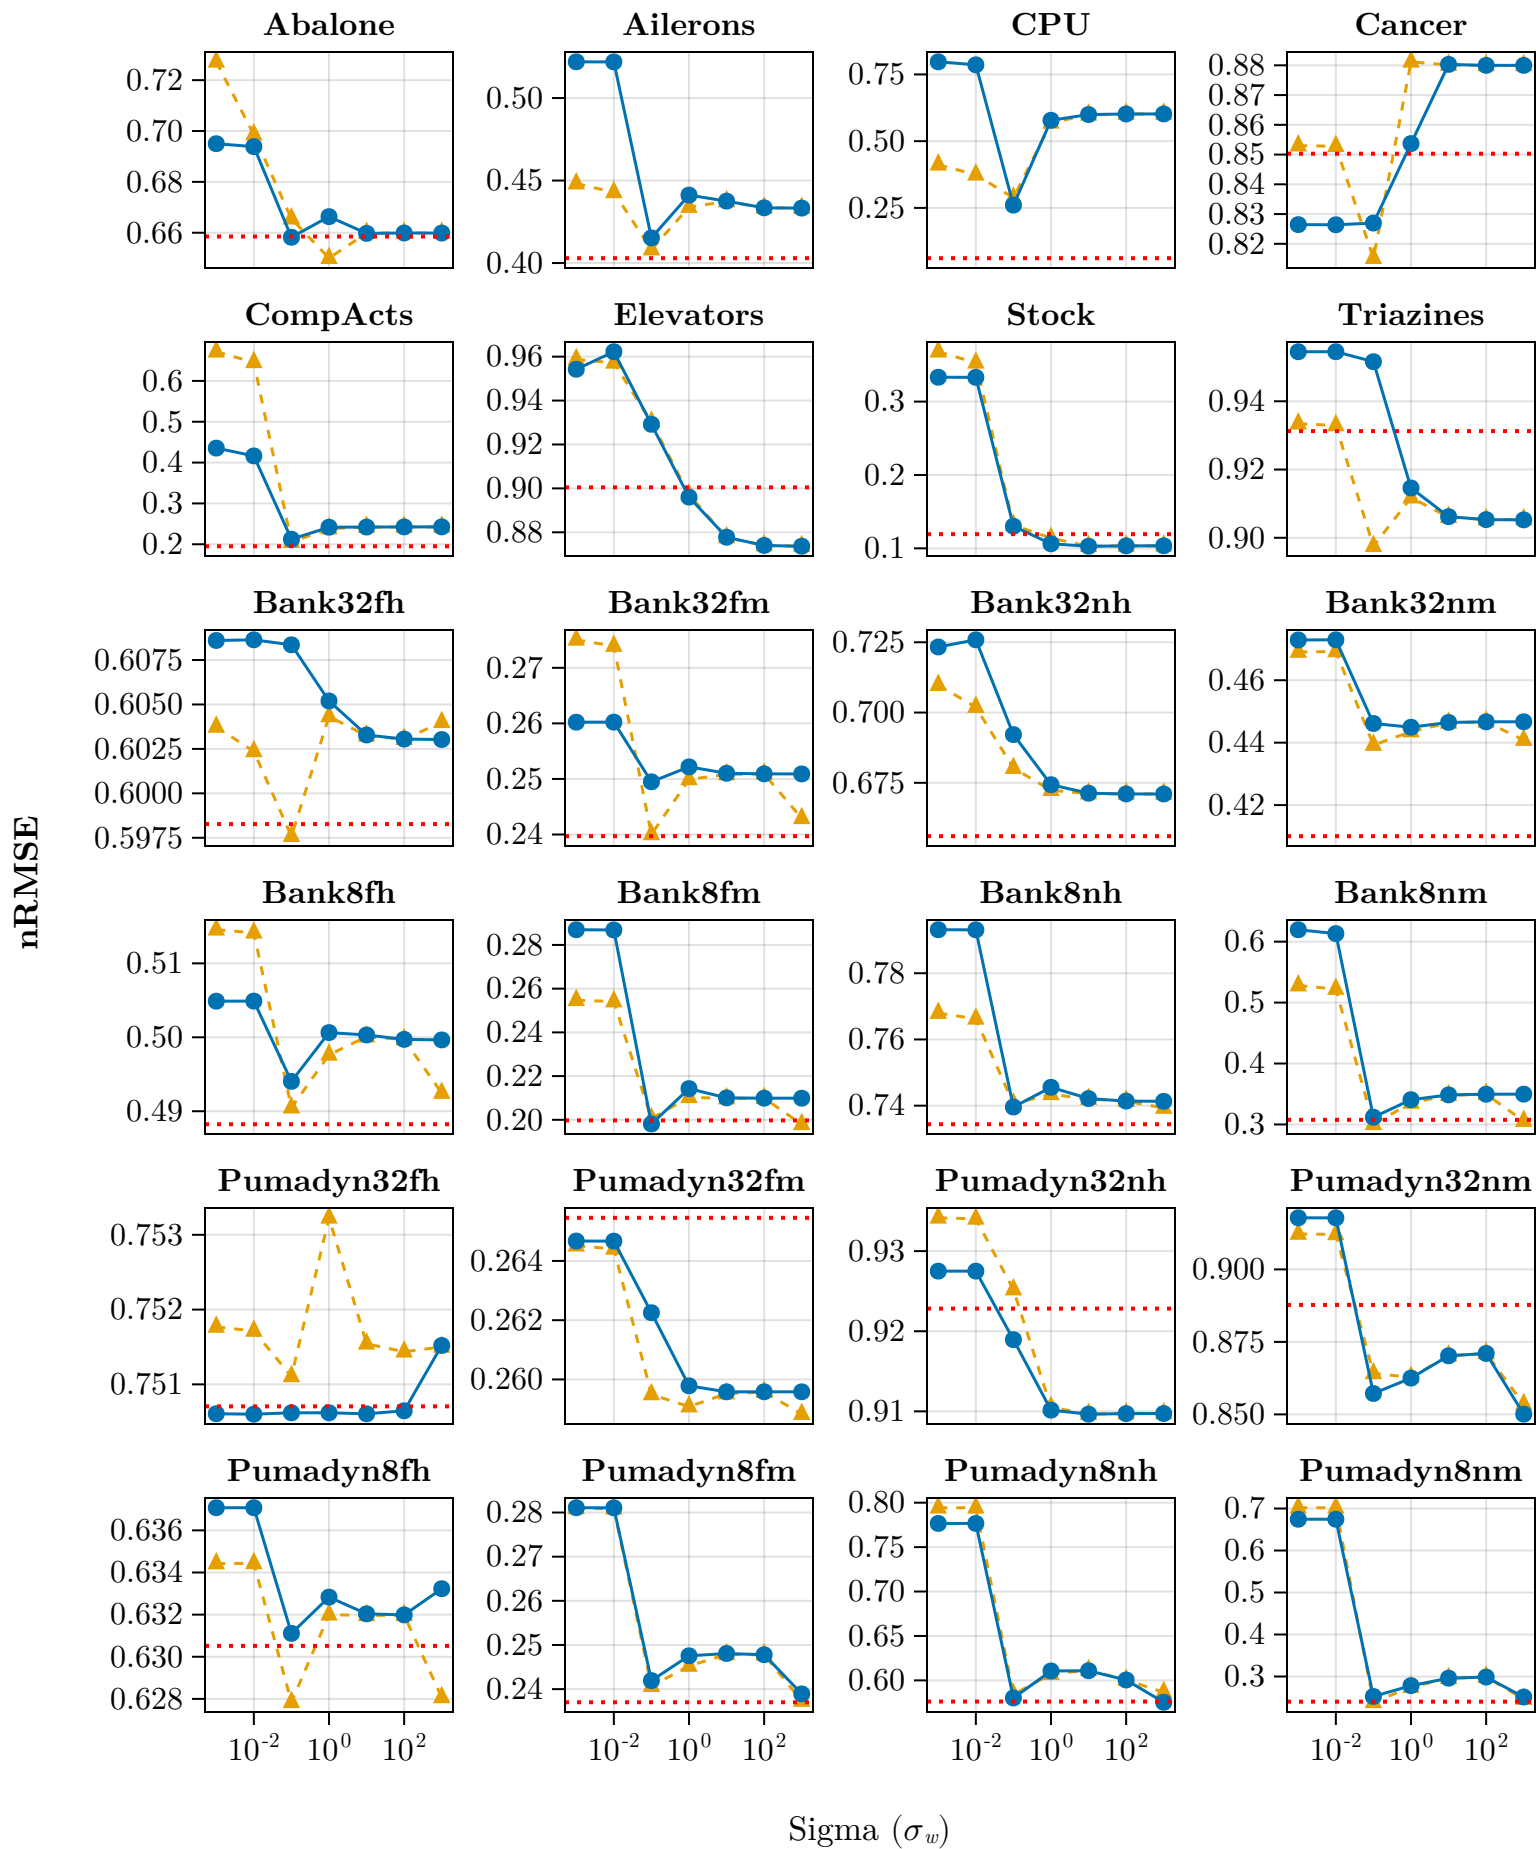 Abalone Ailerons CPU Cancer
0.72 0.70 0.68 0.66
0.50 0.45 0.40
0.75 0.50 0.25
0.88 0.87 0.86 0.85 0.84 0.83 0.82
CompActs Elevators Stock Triazines
0.6 0.5 0.4 0.3 0.2
0.96 0.94 0.92 0.90 0.88
0.3 0.2 0.1
0.94 0.92 0.90
Bank32fh Bank32fm Bank32nh Bank32nm
0.6075 0.6050 0.6025 0.6000 0.5975
0.27 0.26 0.25 0.24
0.725 0.700 0.675
0.46 0.44 0.42
nRMSE
Bank8fh Bank8fm Bank8nh Bank8nm
0.51 0.50 0.49
0.28 0.26 0.24 0.22 0.20
0.78 0.76 0.74
0.6 0.5 0.4 0.3
Pumadyn32fh Pumadyn32fm Pumadyn32nh Pumadyn32nm
0.753 0.752 0.751
0.264 0.262 0.260
0.93 0.92 0.91
0.900 0.875 0.850
Pumadyn8fh Pumadyn8fm Pumadyn8nh Pumadyn8nm
0.636 0.634 0.632 0.630 0.628
0.28 0.27 0.26 0.25 0.24
0.80 0.75 0.70 0.65 0.60
0.7 0.6 0.5 0.4 0.3
10⁻² 10⁰ 10² 10⁻² 10⁰ 10² 10⁻² 10⁰ 10² 10⁻² 10⁰ 10²
Sigma (σ_w)